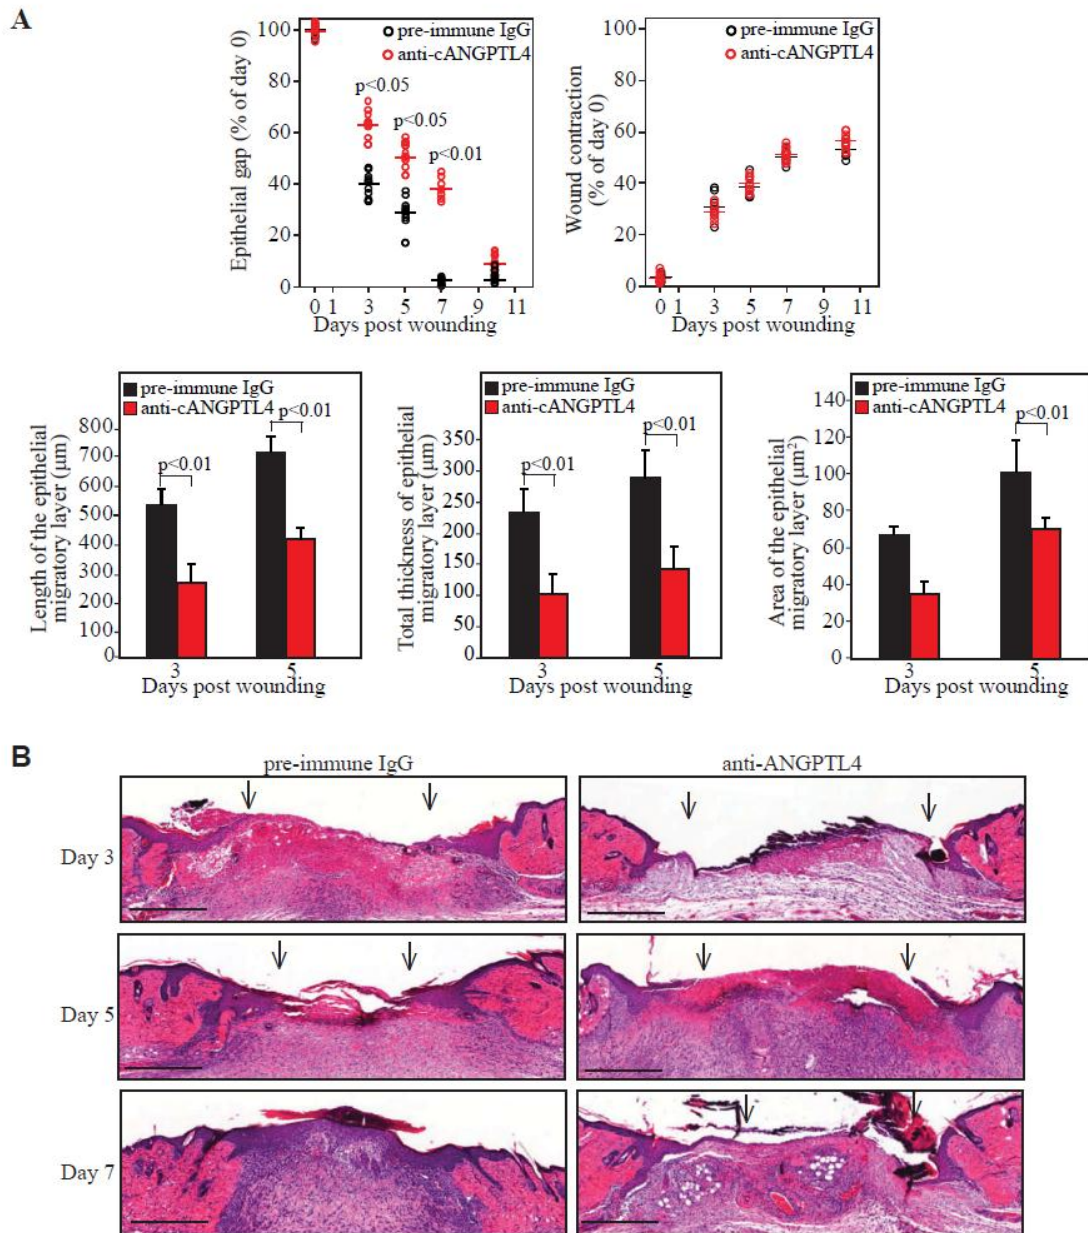 A
Epithelial gap (% of day 0)
100
80
60
40
20
0
pre-immune IgG
anti-cANGPTL4
p<0.05
p<0.05
p<0.01
0 1 3 5 7 9 11
Days post wounding
Wound contraction
(% of day 0)
100
80
60
40
20
0
pre-immune IgG
anti-cANGPTL4
0 1 3 5 7 9 11
Days post wounding
Length of the epithelial
migratory layer (μm)
800
700
600
500
400
300
200
100
0
pre-immune IgG
anti-cANGPTL4
p<0.01
p<0.01
3 5
Days post wounding
Total thickness of epithelial
migratory layer (μm)
350
300
250
200
150
100
50
0
pre-immune IgG
anti-cANGPTL4
p<0.01
p<0.01
3 5
Days post wounding
Area of the epithelial
migratory layer (μm²)
140
120
100
80
60
40
20
0
pre-immune IgG
anti-cANGPTL4
p<0.01
3 5
Days post wounding
B
pre-immune IgG anti-ANGPTL4
Day 3
Day 5
Day 7